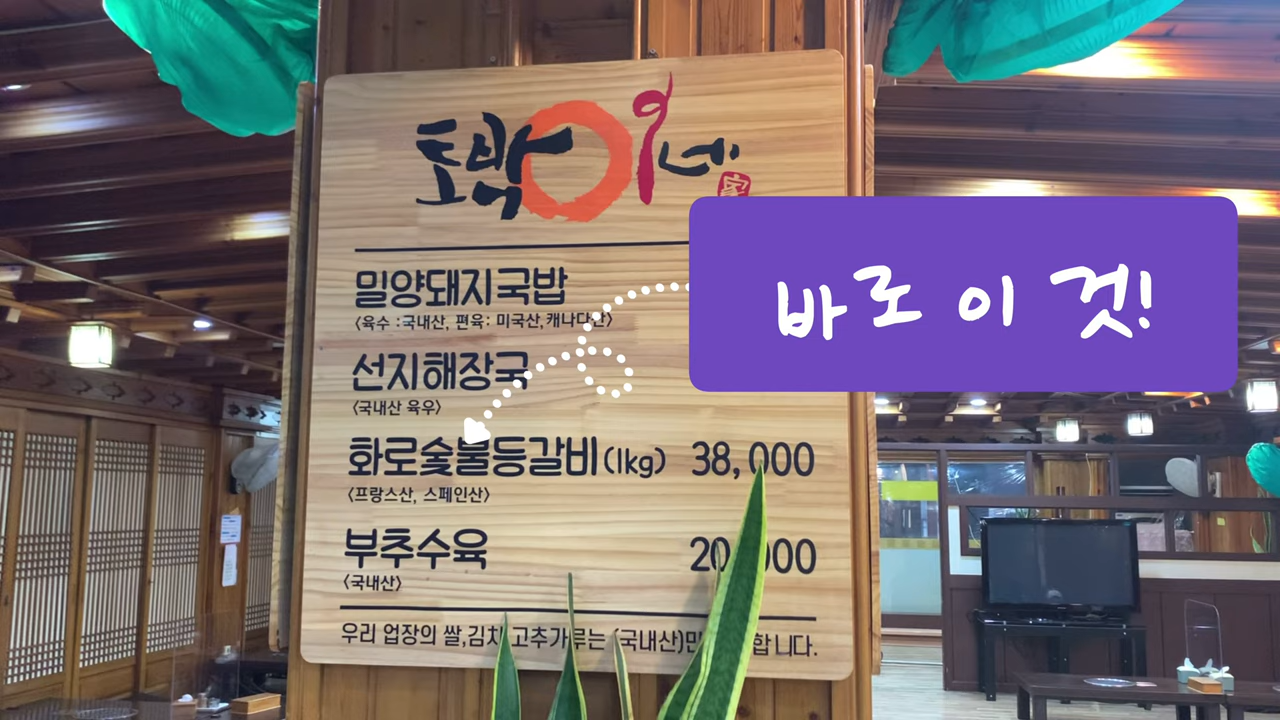 토박이네
家
밀양돼지국밥
〈육수 :국내산, 편육: 미국산,캐나다산〉
바로 이 것!
선지해장국
〈국내산 육우〉
화로숯불등갈비(1kg) 38,000
〈프랑스산, 스페인산〉
부추수육 20,000
〈국내산〉
우리 업장의 쌀,김치 고추가루는 (국내산)만 합니다.